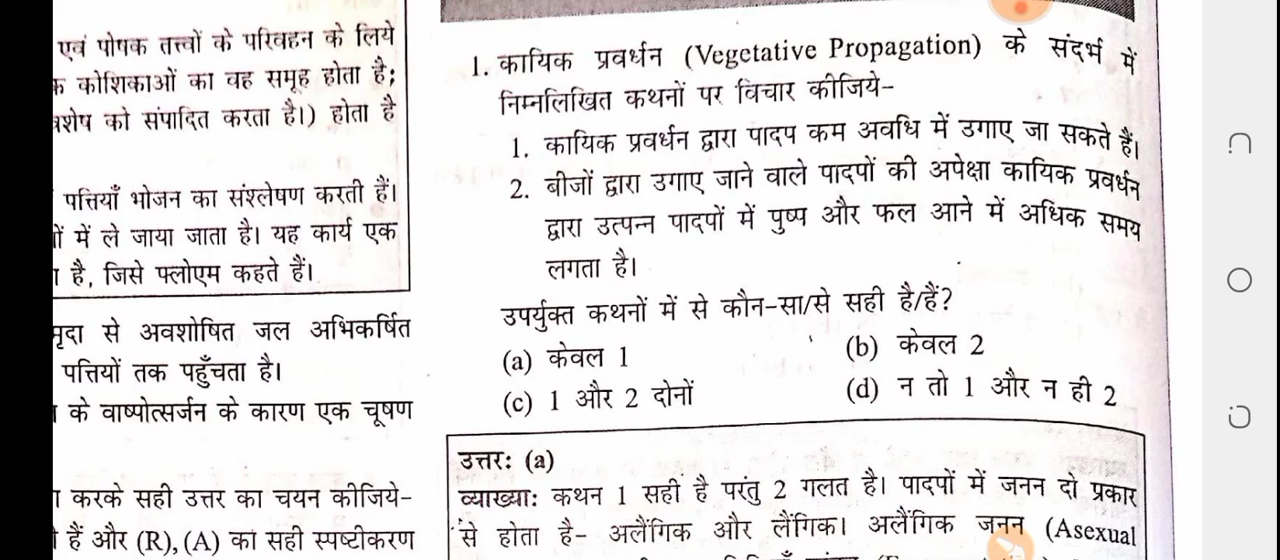 एवं पोषक तत्त्वों के परिवहन के लिये
कोशिकाओं का वह समूह होता है;
को संपादित करता है।) होता है
पत्तियाँ भोजन का संश्लेषण करती हैं।
में ले जाया जाता है। यह कार्य एक
है, जिसे फ्लोएम कहते हैं।
से अवशोषित जल अभिकर्षित
पत्तियों तक पहुँचता है।
के वाष्पोत्सर्जन के कारण एक चूषण
करके सही उत्तर का चयन कीजिये-
हैं और (R), (A) का सही स्पष्टीकरण
1. कायिक प्रवर्धन (Vegetative Propagation) के संदर्भ में
निम्नलिखित कथनों पर विचार कीजिये-
1. कायिक प्रवर्धन द्वारा पादप कम अवधि में उगाए जा सकते हैं।
2. बीजों द्वारा उगाए जाने वाले पादपों की अपेक्षा कायिक प्रवर्धन
द्वारा उत्पन्न पादपों में पुष्प और फल आने में अधिक समय
लगता है।
उपर्युक्त कथनों में से कौन-सा/से सही है/हैं?
(a) केवल 1 (b) केवल 2
(c) 1 और 2 दोनों (d) न तो 1 और न ही 2
उत्तरः (a)
व्याख्याः कथन 1 सही है परंतु 2 गलत है। पादपों में जनन दो प्रकार
से होता है- अलैंगिक और लैंगिक। अलैंगिक जनन (Asexual